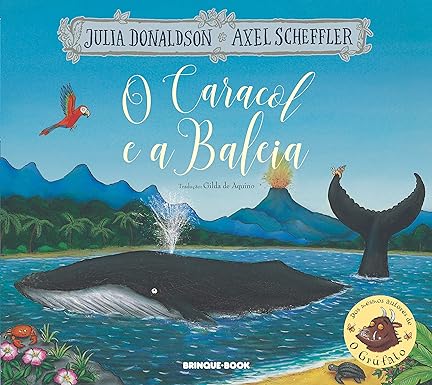 JULIA DONALDSON & AXEL SCHEFFLER
O Caracol
e a Baleia
Tradução: Gilda de Aquino
Dos mesmos autores de
O Grúfalo
BRINQUE-BOOK